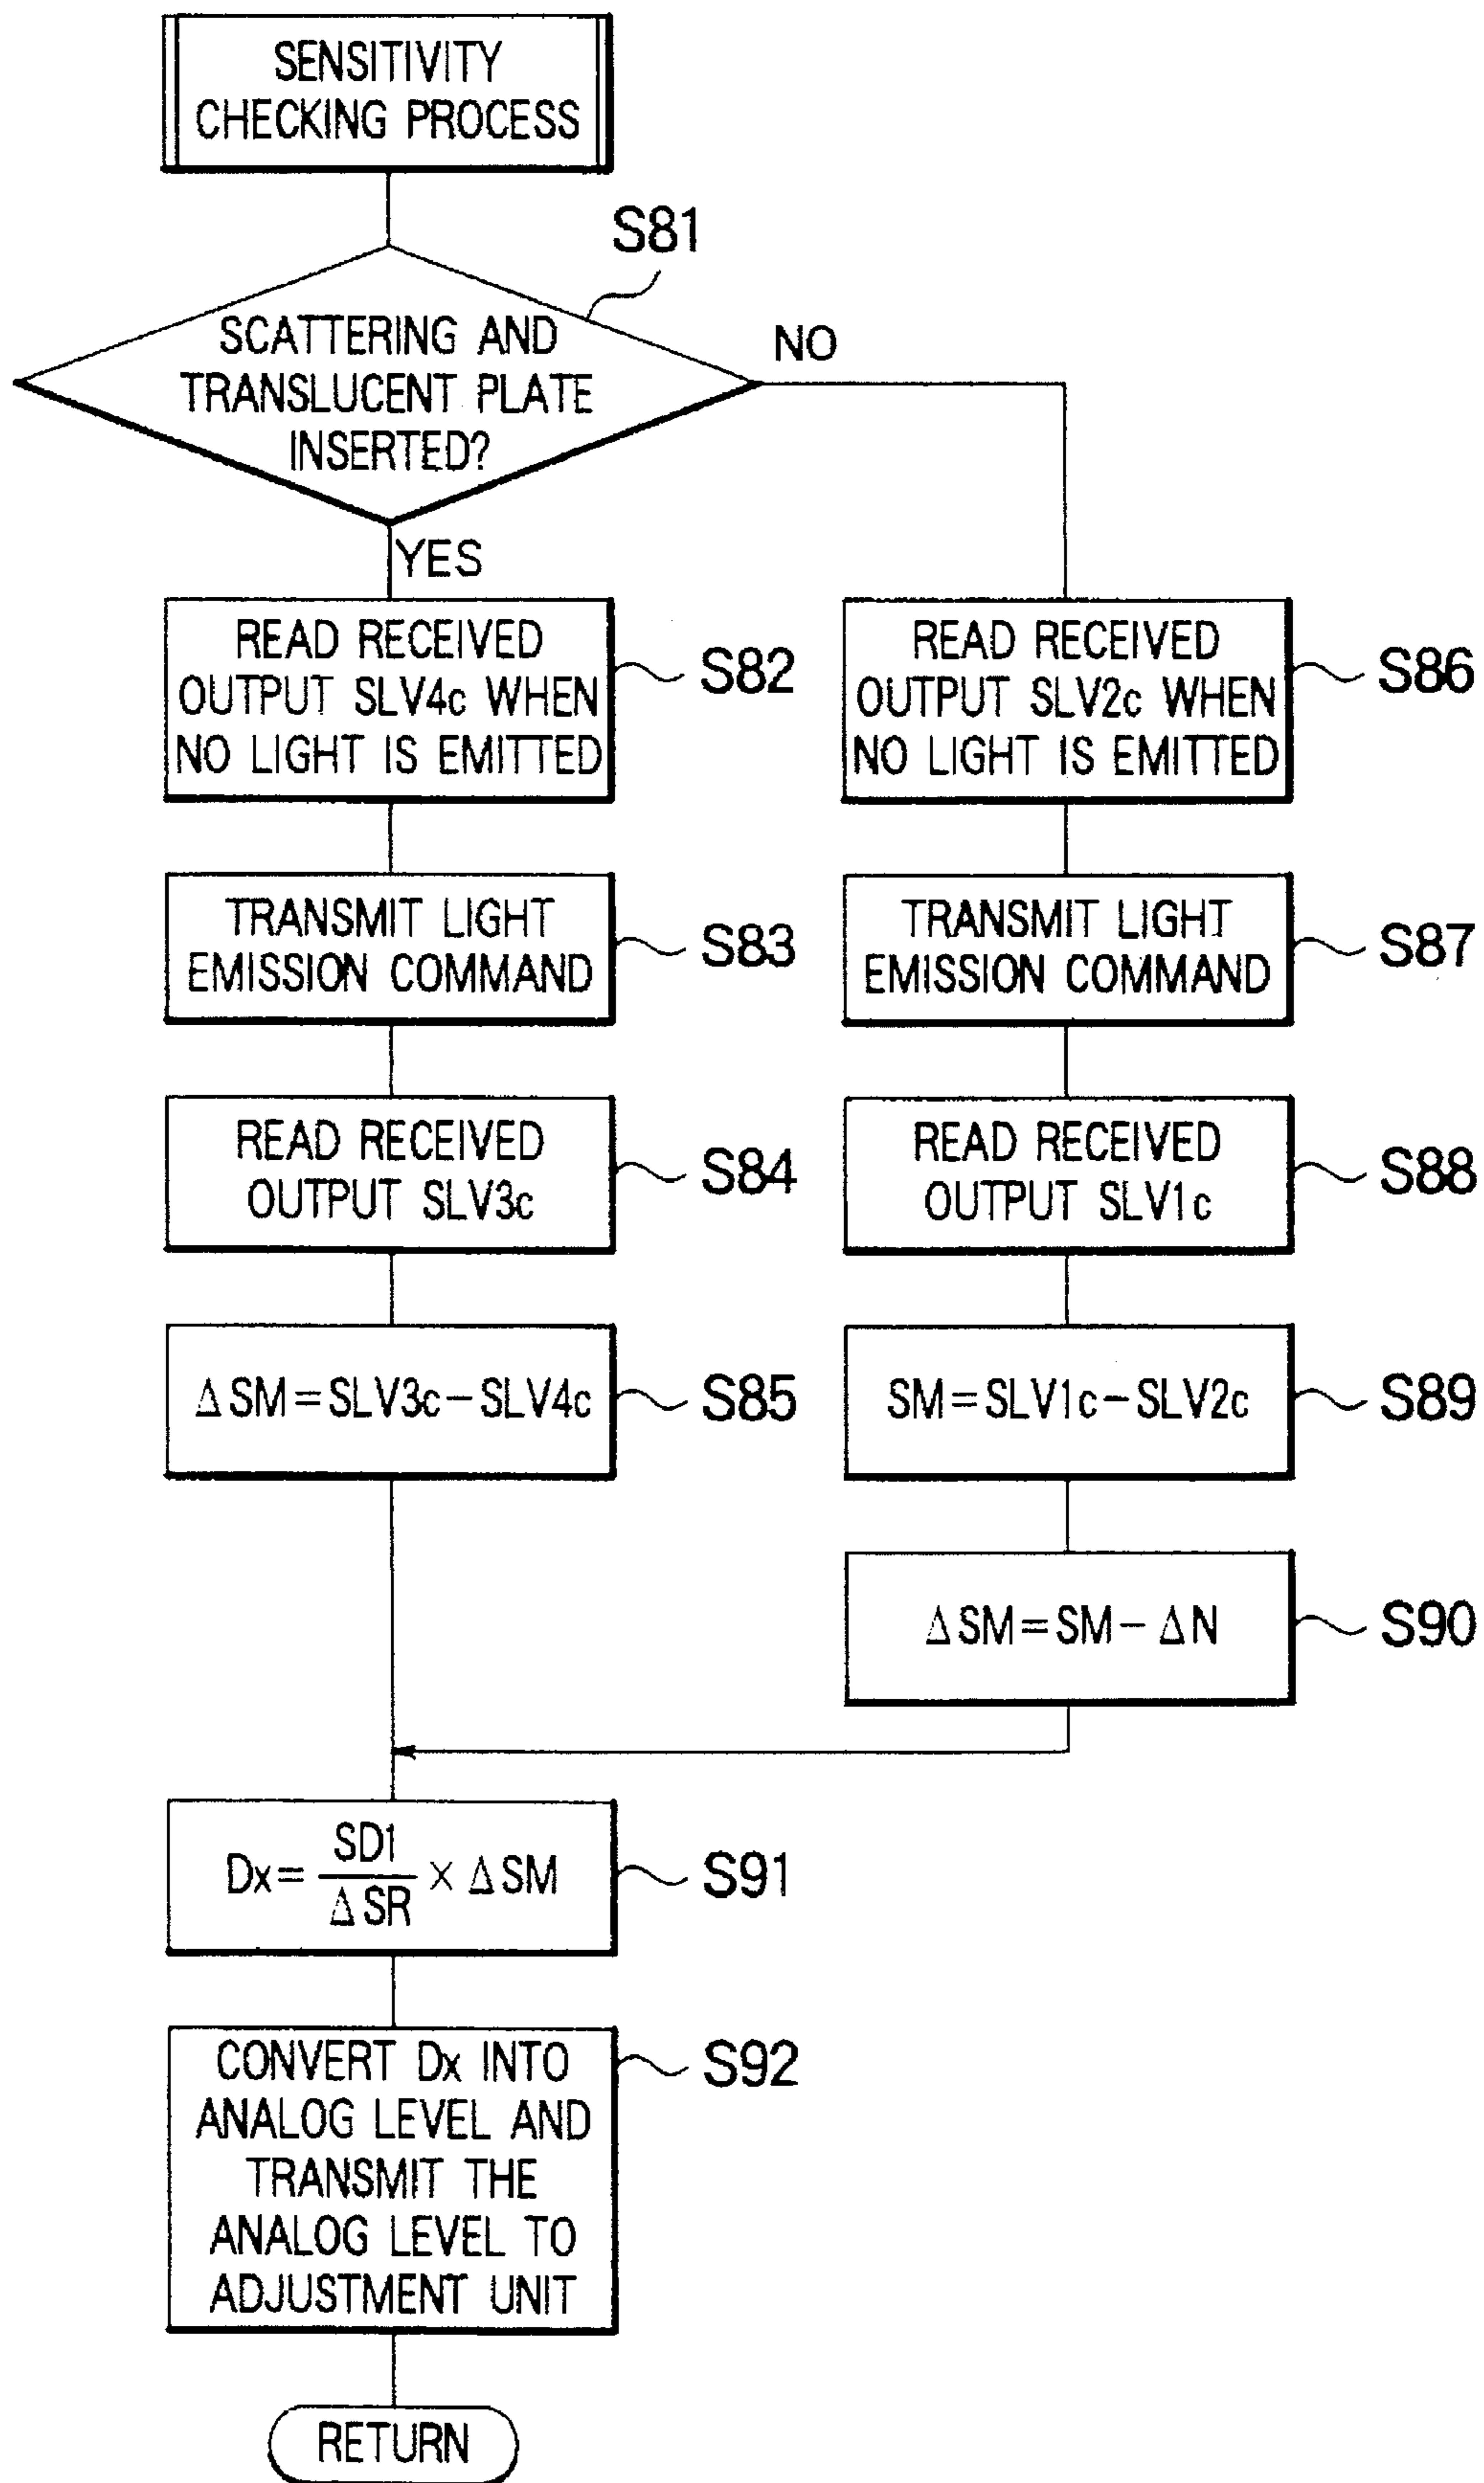 SENSITIVITY
CHECKING PROCESS
S81
SCATTERING AND
TRANSLUCENT PLATE
INSERTED?
NO
YES
READ RECEIVED
OUTPUT SLV4c WHEN
NO LIGHT IS EMITTED
S82
TRANSMIT LIGHT
EMISSION COMMAND
S83
READ RECEIVED
OUTPUT SLV3c
S84
ΔSM=SLV3c-SLV4c
S85
READ RECEIVED
OUTPUT SLV2c WHEN
NO LIGHT IS EMITTED
S86
TRANSMIT LIGHT
EMISSION COMMAND
S87
READ RECEIVED
OUTPUT SLV1c
S88
SM=SLV1c-SLV2c
S89
ΔSM=SM-ΔN
S90
Dx= SD1/ΔSR × ΔSM
S91
CONVERT Dx INTO
ANALOG LEVEL AND
TRANSMIT THE
ANALOG LEVEL TO
ADJUSTMENT UNIT
S92
RETURN